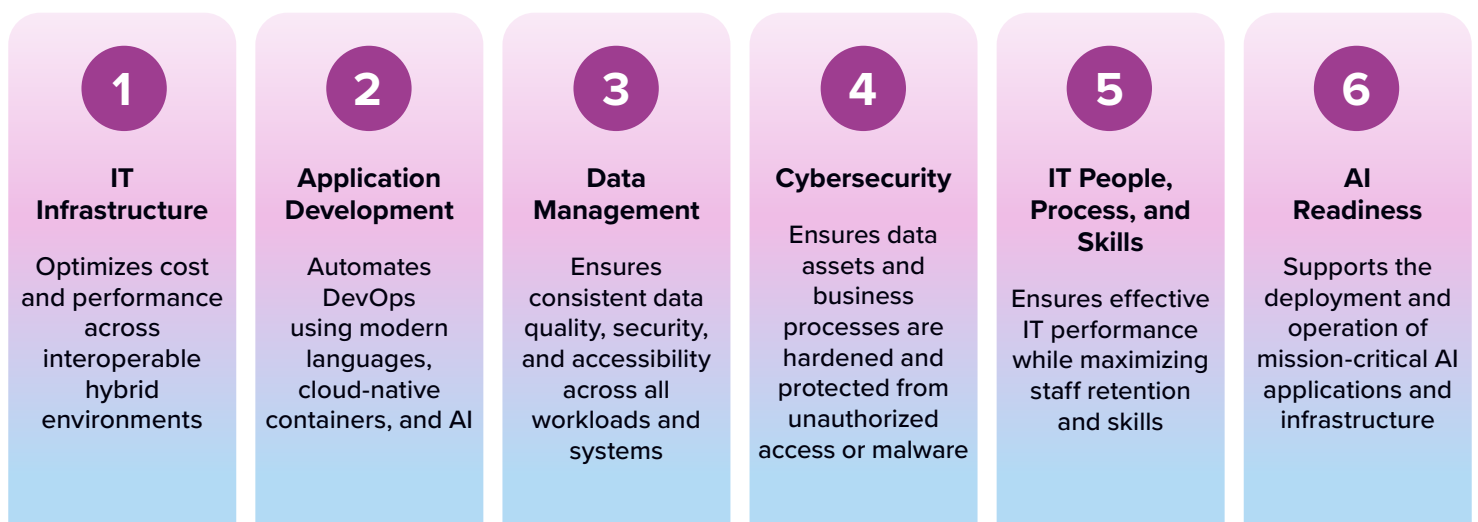 1
IT
Infrastructure
Optimizes cost
and performance
across
interoperable
hybrid
environments
2
Application
Development
Automates
DevOps
using modern
languages,
cloud-native
containers, and AI
3
Data
Management
Ensures
consistent data
quality, security,
and accessibility
across all
workloads and
systems
4
Cybersecurity
Ensures data
assets and
business
processes are
hardened and
protected from
unauthorized
access or malware
5
IT People,
Process, and
Skills
Ensures effective
IT performance
while maximizing
staff retention
and skills
6
AI
Readiness
Supports the
deployment and
operation of
mission-critical AI
applications and
infrastructure